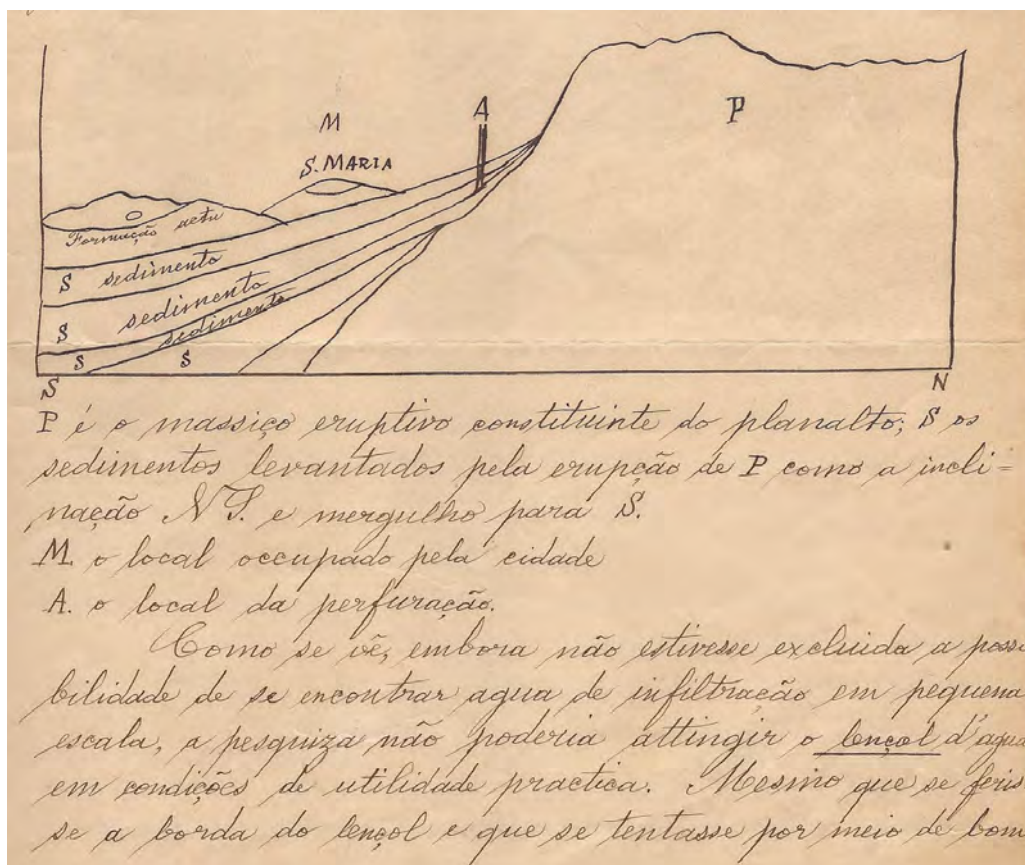 M
A
P
S. MARIA
Formação actu
S sedimento
S sedimento
sedimento
S
S
S
N
P é o massiço eruptivo constituinte do planalto; S os
sedimentos levantados pela erupção de P como a incli=
nação N S. e mergulho para S.
M. o local occupado pela cidade
A. o local da perfuração.
Como se vê, embora não estivesse excluida a possi
bilidade de se encontrar agua de infiltração em pequena
escala, a pesquiza não poderia attingir o lençol d'agua
em condições de utilidade practica. Mesmo que se feris
se a borda do lençol e que se tentasse por meio de bom